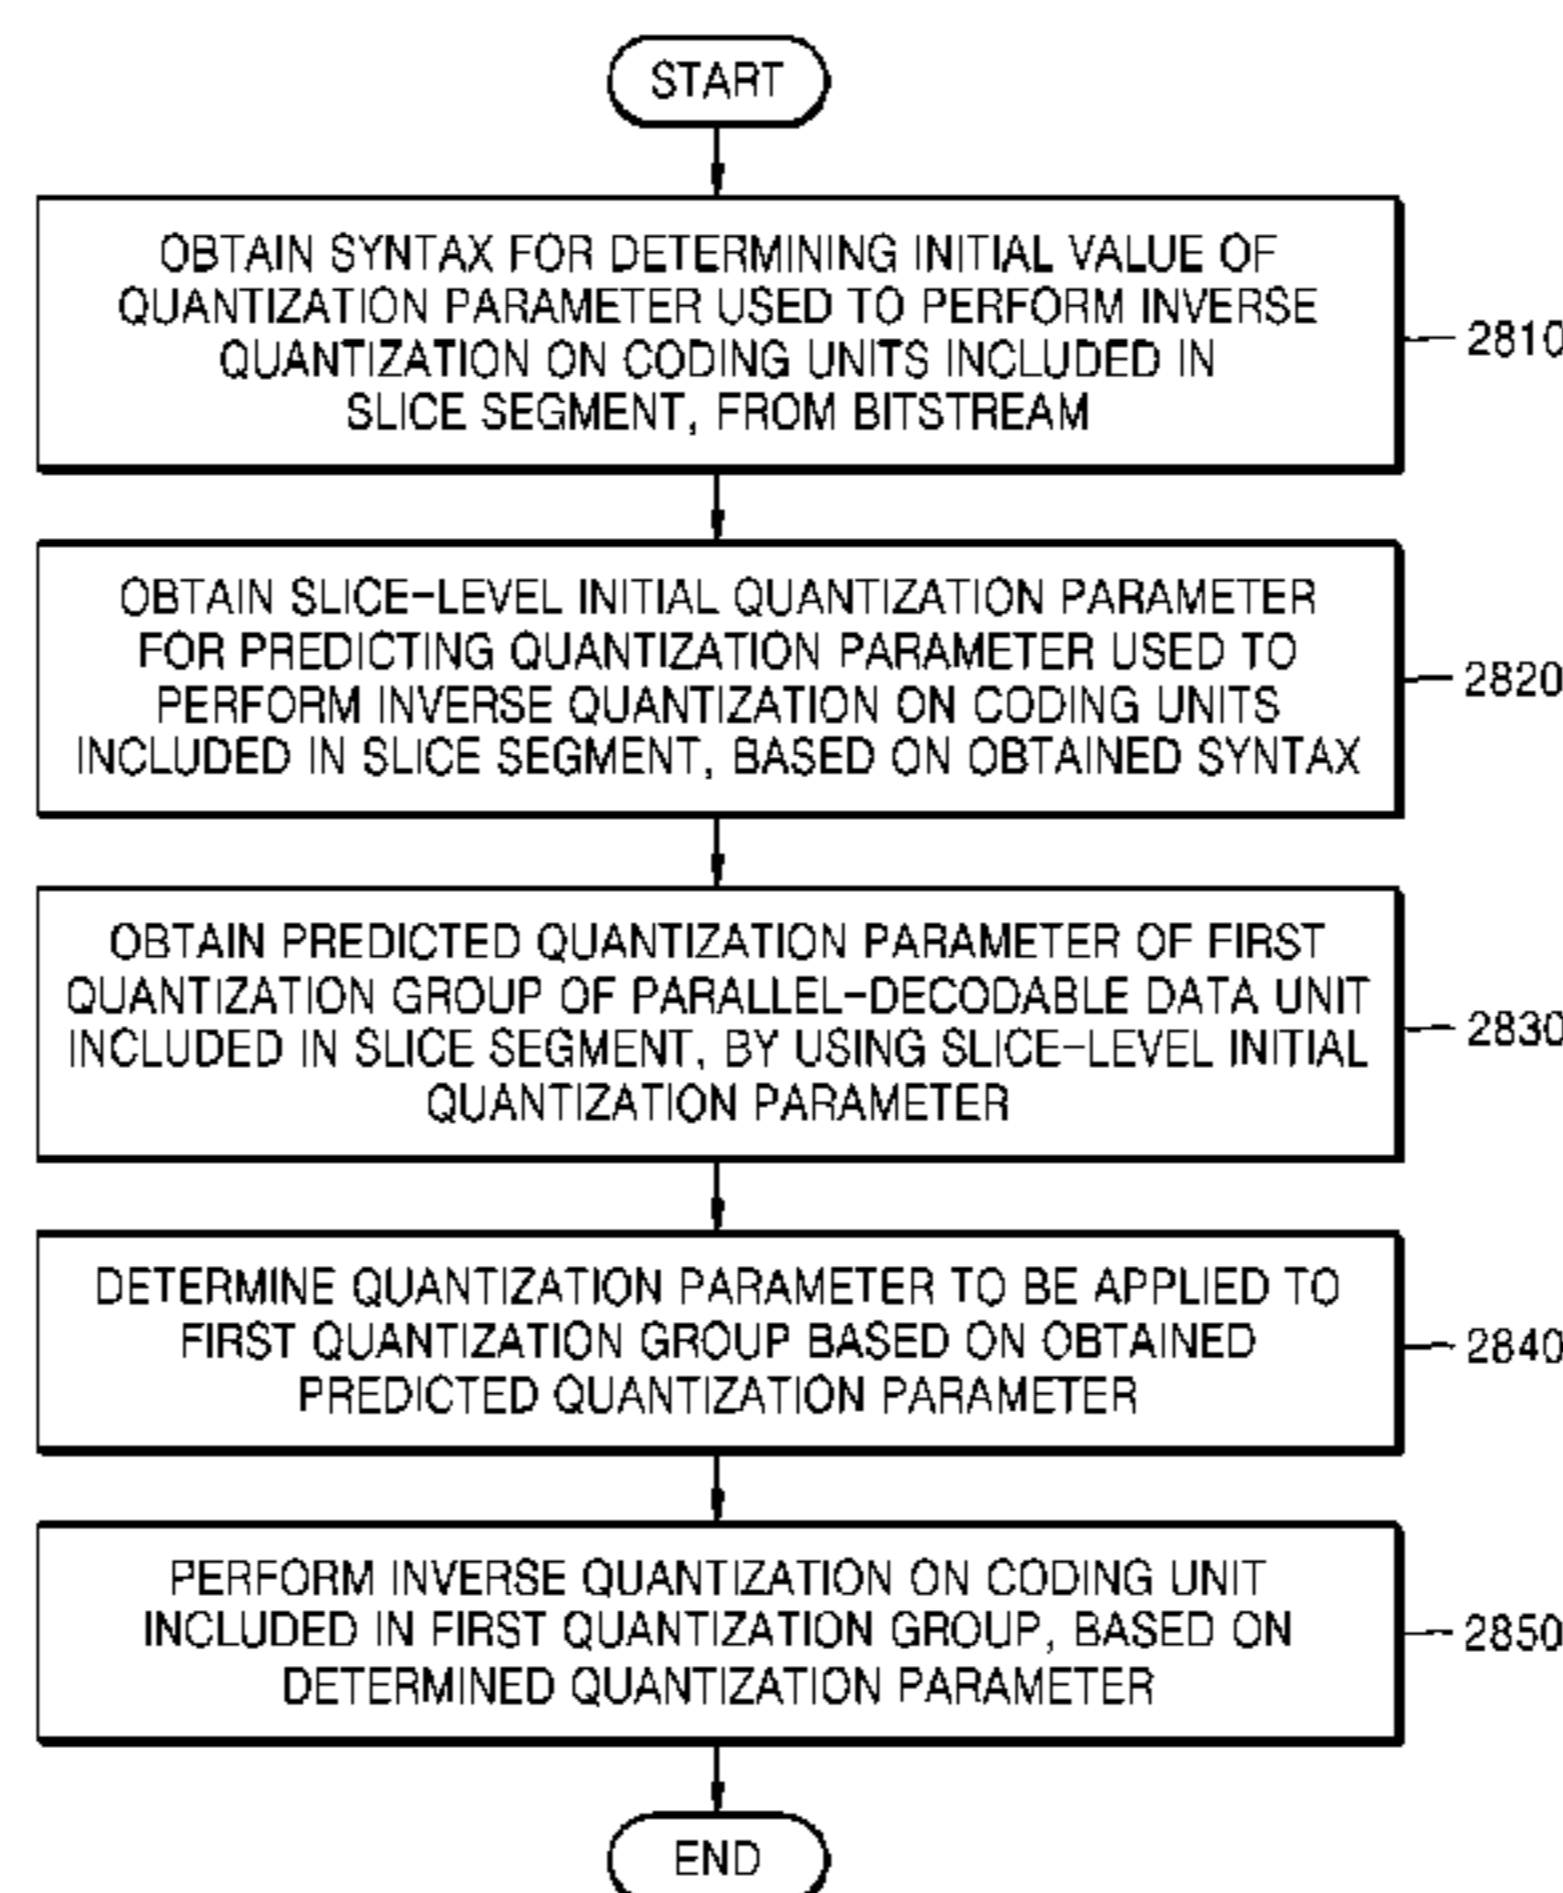 START
OBTAIN SYNTAX FOR DETERMINING INITIAL VALUE OF
QUANTIZATION PARAMETER USED TO PERFORM INVERSE
QUANTIZATION ON CODING UNITS INCLUDED IN
SLICE SEGMENT, FROM BITSTREAM
2810
OBTAIN SLICE-LEVEL INITIAL QUANTIZATION PARAMETER
FOR PREDICTING QUANTIZATION PARAMETER USED TO
PERFORM INVERSE QUANTIZATION ON CODING UNITS
INCLUDED IN SLICE SEGMENT, BASED ON OBTAINED SYNTAX
2820
OBTAIN PREDICTED QUANTIZATION PARAMETER OF FIRST
QUANTIZATION GROUP OF PARALLEL-DECODABLE DATA UNIT
INCLUDED IN SLICE SEGMENT, BY USING SLICE-LEVEL INITIAL
QUANTIZATION PARAMETER
2830
DETERMINE QUANTIZATION PARAMETER TO BE APPLIED TO
FIRST QUANTIZATION GROUP BASED ON OBTAINED
PREDICTED QUANTIZATION PARAMETER
2840
PERFORM INVERSE QUANTIZATION ON CODING UNIT
INCLUDED IN FIRST QUANTIZATION GROUP, BASED ON
DETERMINED QUANTIZATION PARAMETER
2850
END